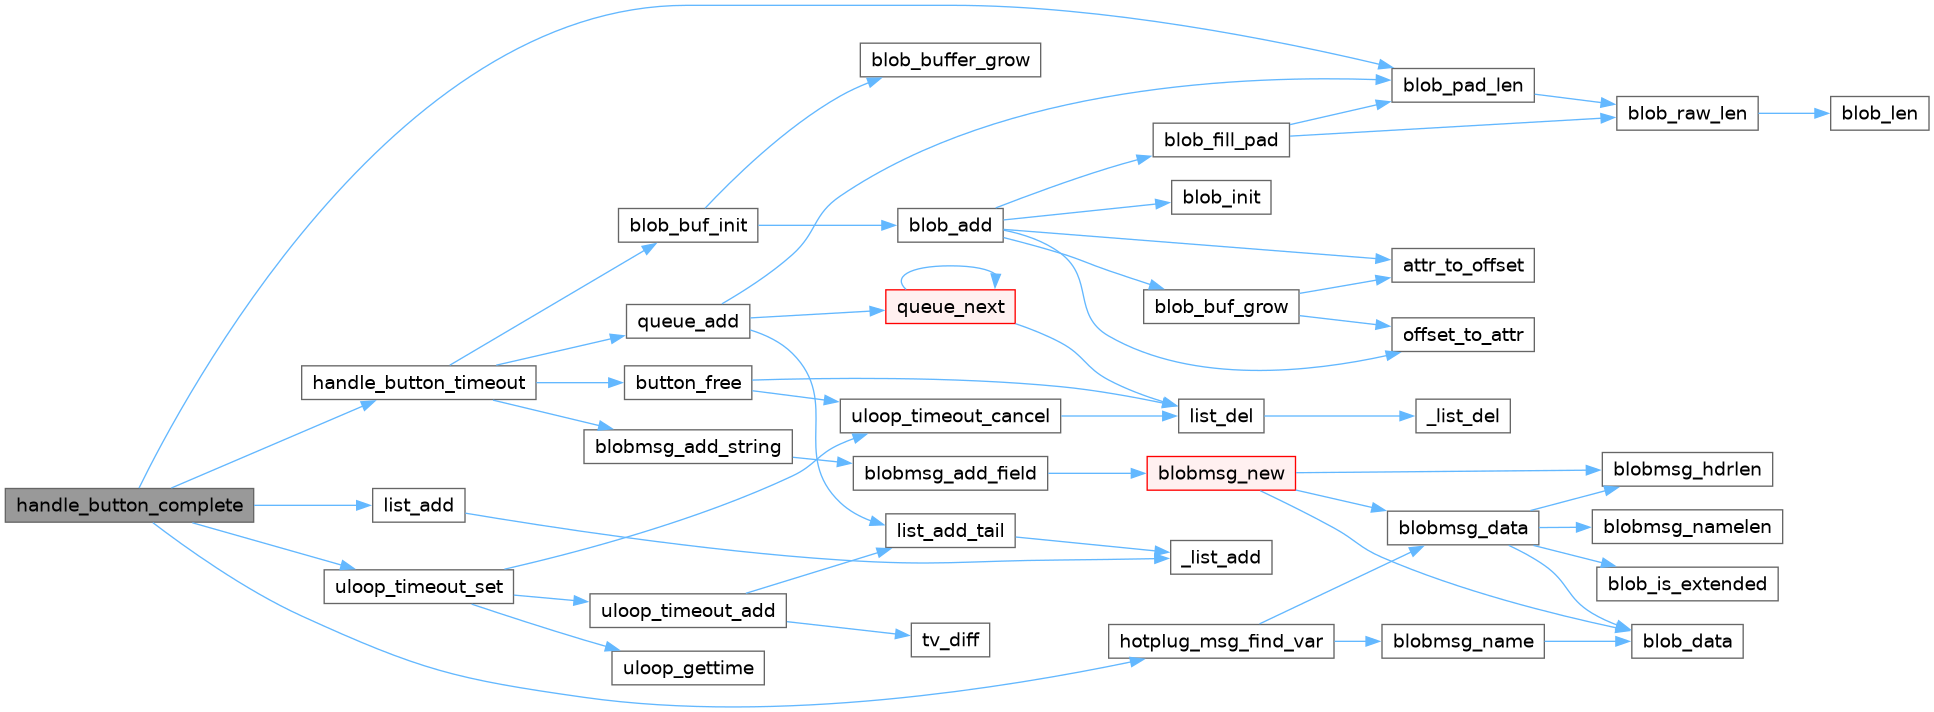 handle_button_complete
handle_button_timeout
list_add
uloop_timeout_set
blob_buf_init
queue_add
button_free
blobmsg_add_string
uloop_timeout_add
uloop_gettime
blob_buffer_grow
blob_add
queue_next
uloop_timeout_cancel
blobmsg_add_field
list_add_tail
tv_diff
blob_fill_pad
blob_init
blob_buf_grow
list_del
blobmsg_new
_list_add
hotplug_msg_find_var
blob_pad_len
attr_to_offset
offset_to_attr
_list_del
blobmsg_data
blobmsg_name
blob_raw_len
blobmsg_hdrlen
blobmsg_namelen
blob_is_extended
blob_data
blob_len